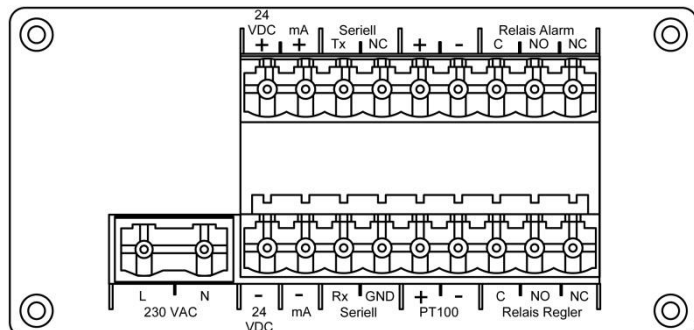 24
VDC mA Seriell Relais Alarm
+ + Tx NC + - C NO NC
L N - - Rx GND + - C NO NC
230 VAC 24 mA Seriell PT100 Relais Regler
VDC